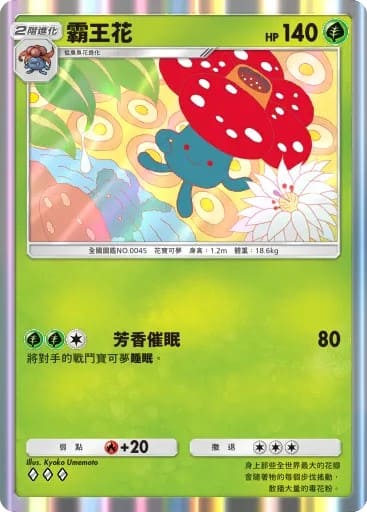 2階進化
霸王花
HP 140
從臭臭花進化
全國圖鑑NO.0045 花寶可夢 身高：1.2m 體重：18.6kg
芳香催眠 80
將對手的戰鬥寶可夢睡眠。
弱點 +20 撤退
Illus. Kyoko Umemoto
身上那些全世界最大的花瓣
會隨著牠的每個步伐搖動，
散播大量的毒花粉。